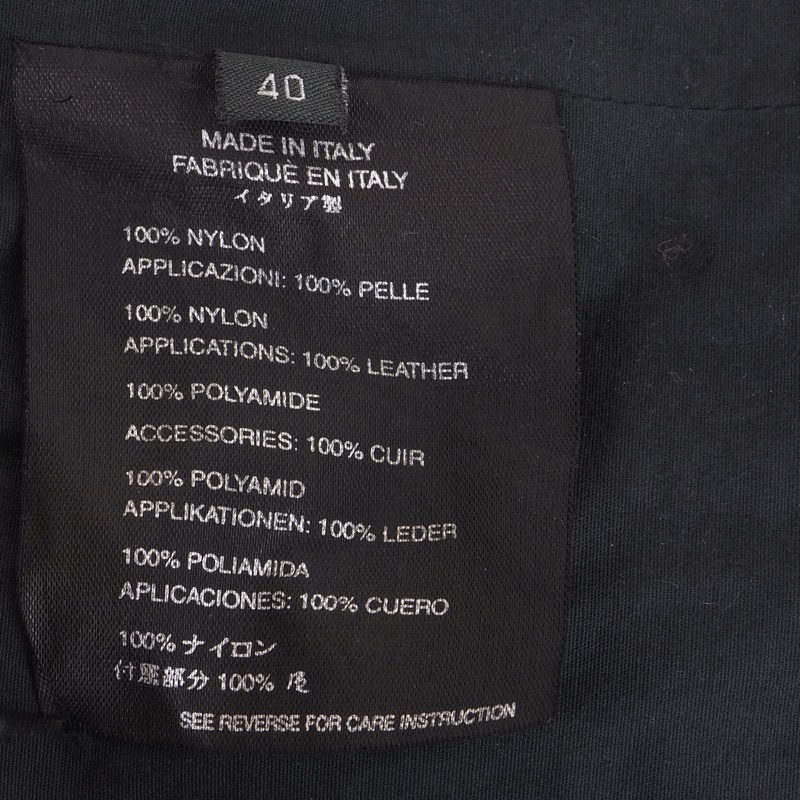 40
MADE IN ITALY
FABRIQUÈ EN ITALY
イタリア製
100% NYLON
APPLICAZIONI: 100% PELLE
100% NYLON
APPLICATIONS: 100% LEATHER
100% POLYAMIDE
ACCESSORIES: 100% CUIR
100% POLYAMID
APPLIKATIONEN: 100% LEDER
100% POLIAMIDA
APLICACIONES: 100% CUERO
100% ナイロン
付属部分 100%
SEE REVERSE FOR CARE INSTRUCTION